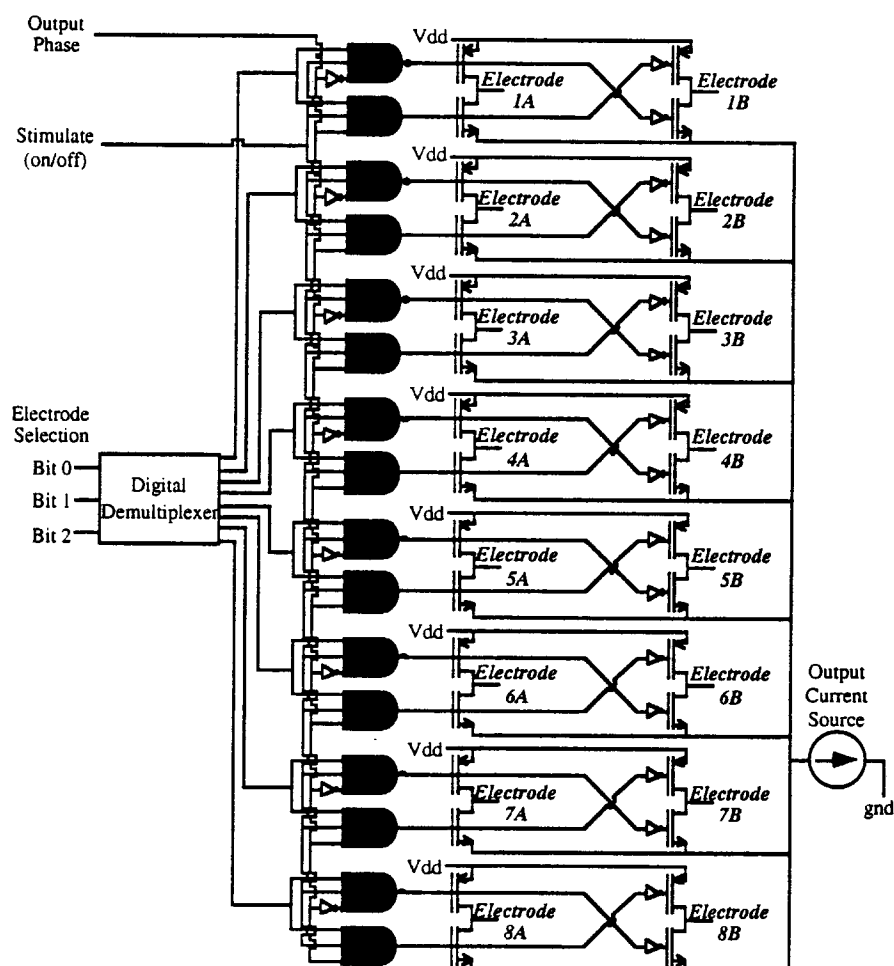 Output
Phase
Stimulate
(on/off)
Electrode
Selection
Bit 0
Bit 1
Bit 2
Digital
Demultiplexer
Vdd
Electrode
1A
Electrode
1B
Vdd
Electrode
2A
Electrode
2B
Vdd
Electrode
3A
Electrode
3B
Vdd
Electrode
4A
Electrode
4B
Vdd
Electrode
5A
Electrode
5B
Vdd
Electrode
6A
Electrode
6B
Vdd
Electrode
7A
Electrode
7B
Vdd
Electrode
8A
Electrode
8B
Output
Current
Source
gnd